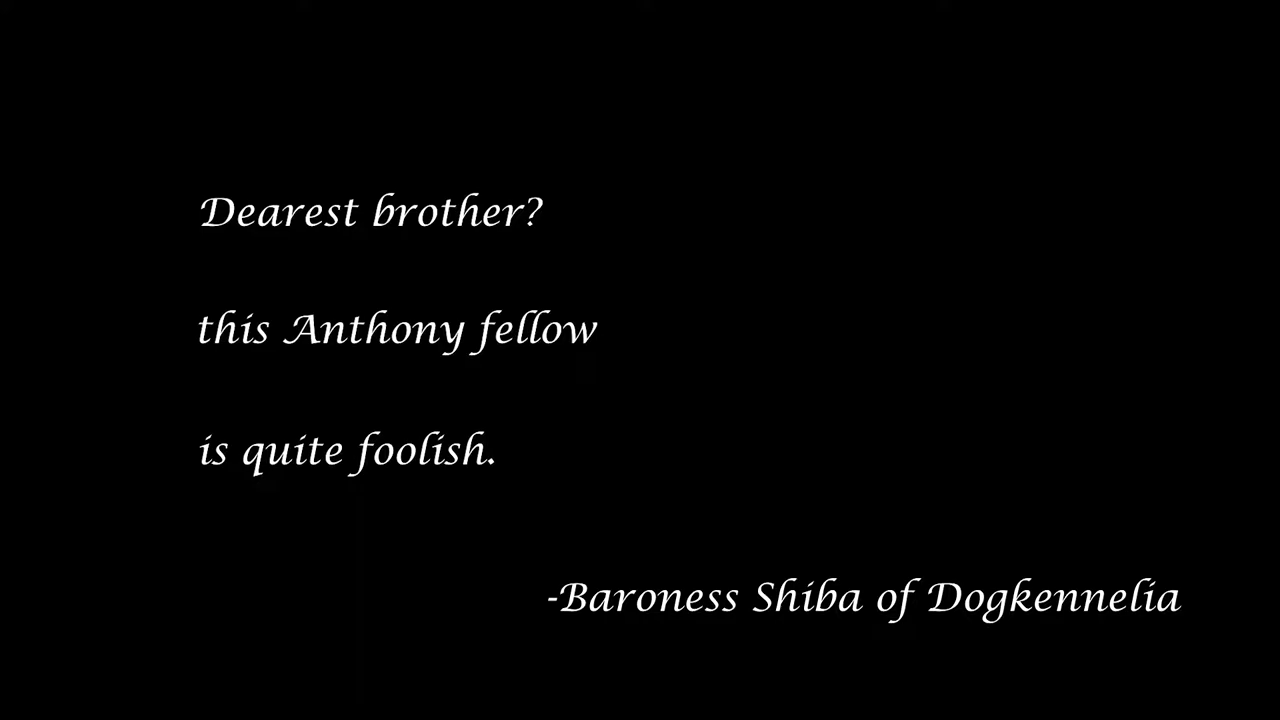 Dearest brother?
this Anthony fellow
is quite foolish.
-Baroness Shiba of Dogkennelia